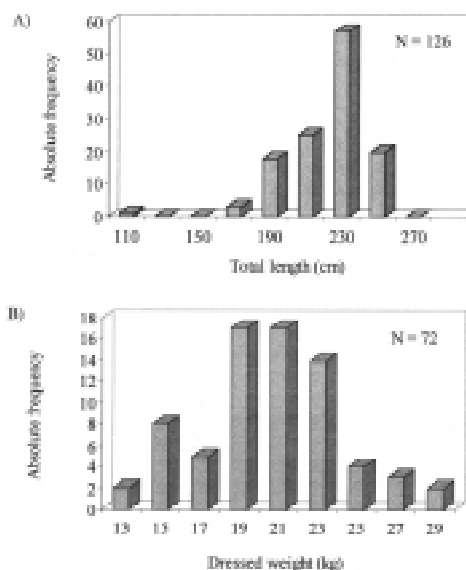 A)
Absolute frequency
60
50
40
30
20
10
0
N = 126
110 150 190 230 270
Total length (cm)
B)
Absolute frequency
18
16
14
12
10
8
6
4
2
0
N = 72
13 15 17 19 21 23 25 27 29
Dressed weight (kg)